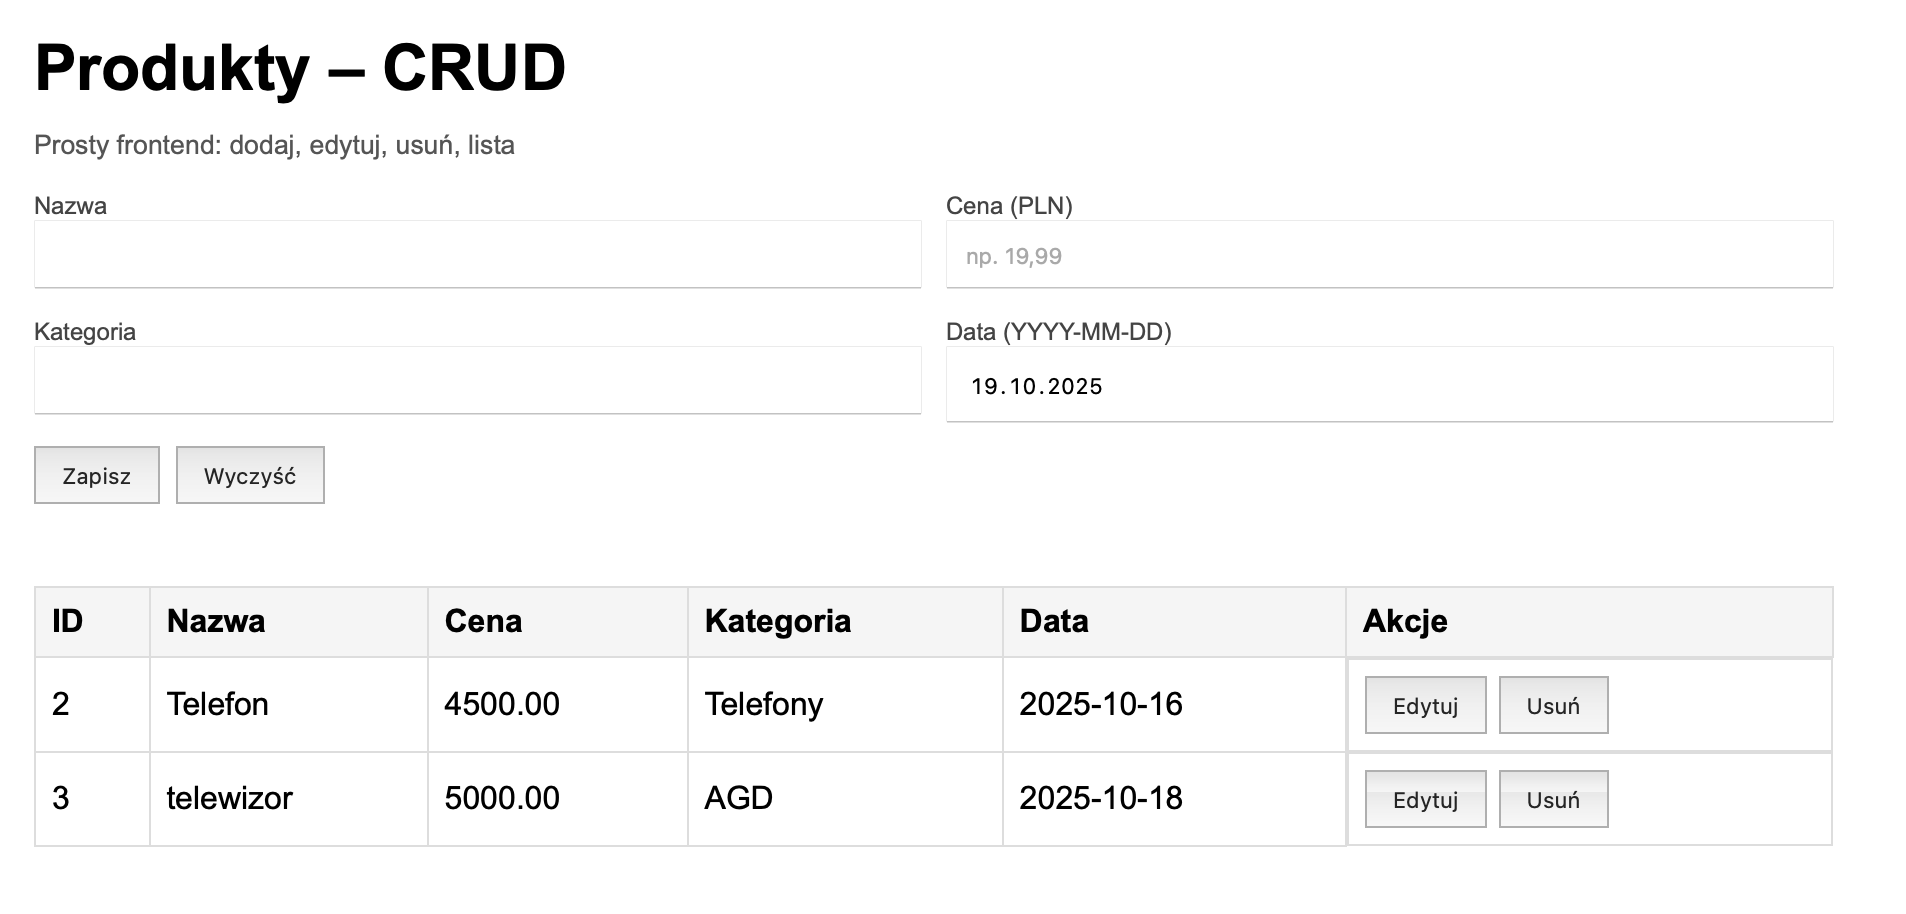 Produkty – CRUD
Prosty frontend: dodaj, edytuj, usuń, lista
Nazwa
Cena (PLN)
np. 19,99
Kategoria
Data (YYYY-MM-DD)
19.10.2025
Zapisz Wyczyść
ID Nazwa Cena Kategoria Data Akcje
2 Telefon 4500.00 Telefony 2025-10-16 Edytuj Usuń
3 telewizor 5000.00 AGD 2025-10-18 Edytuj Usuń